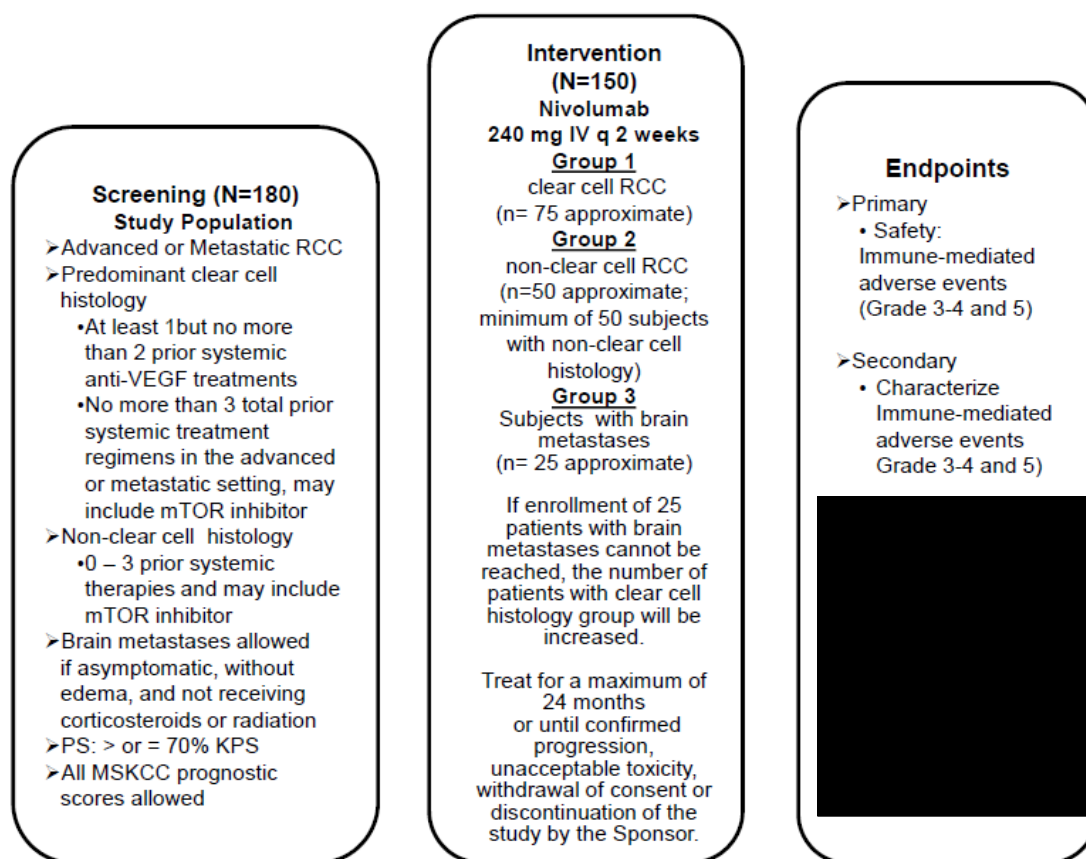 Screening (N=180)
Study Population
➢Advanced or Metastatic RCC
➢Predominant clear cell
histology
•At least 1but no more
than 2 prior systemic
anti-VEGF treatments
•No more than 3 total prior
systemic treatment
regimens in the advanced
or metastatic setting, may
include mTOR inhibitor
➢Non-clear cell histology
•0 – 3 prior systemic
therapies and may include
mTOR inhibitor
➢Brain metastases allowed
if asymptomatic, without
edema, and not receiving
corticosteroids or radiation
➢PS: > or = 70% KPS
➢All MSKCC prognostic
scores allowed
Intervention
(N=150)
Nivolumab
240 mg IV q 2 weeks
Group 1
clear cell RCC
(n= 75 approximate)
Group 2
non-clear cell RCC
(n=50 approximate;
minimum of 50 subjects
with non-clear cell
histology)
Group 3
Subjects with brain
metastases
(n= 25 approximate)
If enrollment of 25
patients with brain
metastases cannot be
reached, the number of
patients with clear cell
histology group will be
increased.
Treat for a maximum of
24 months
or until confirmed
progression,
unacceptable toxicity,
withdrawal of consent or
discontinuation of the
study by the Sponsor.
Endpoints
➢Primary
• Safety:
Immune-mediated
adverse events
(Grade 3-4 and 5)
➢Secondary
• Characterize
Immune-mediated
adverse events
Grade 3-4 and 5)